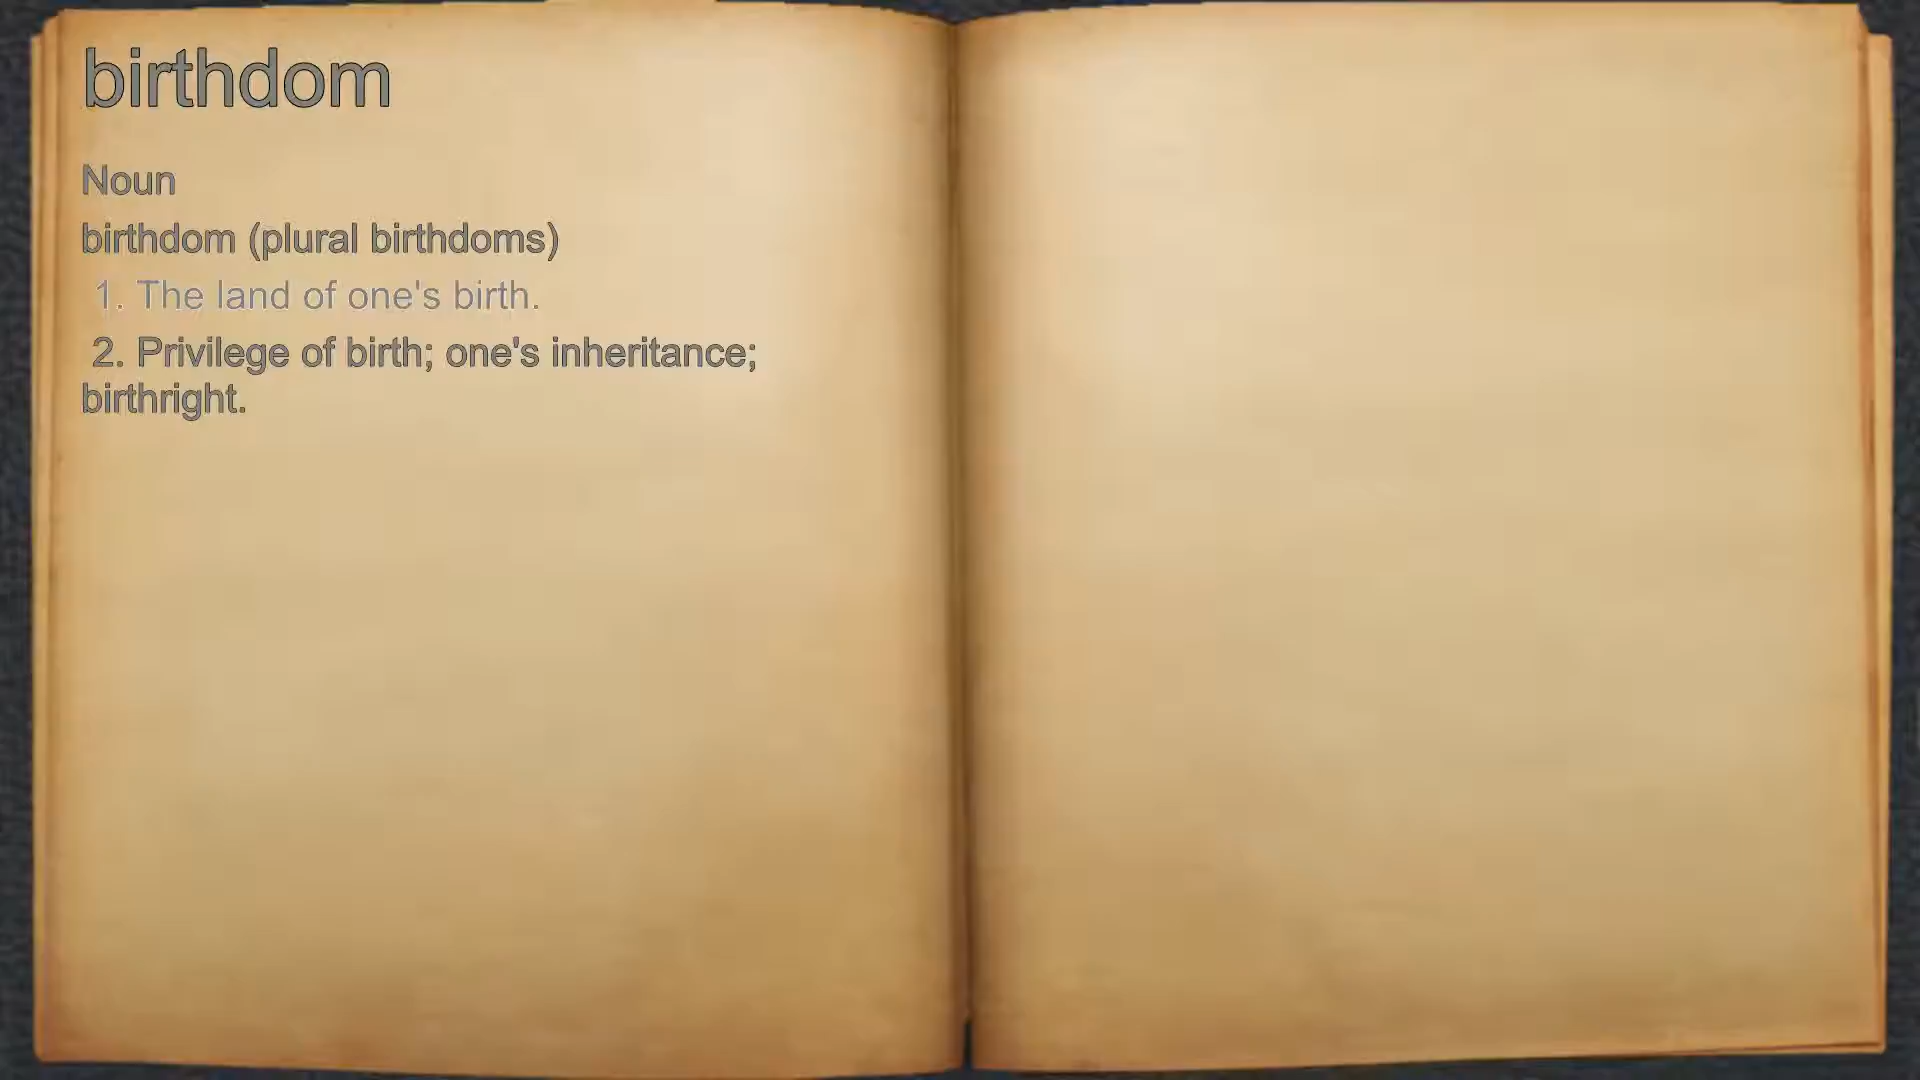 birthdom
Noun
birthdom (plural birthdoms)
1. The land of one's birth.
2. Privilege of birth; one's inheritance;
birthright.